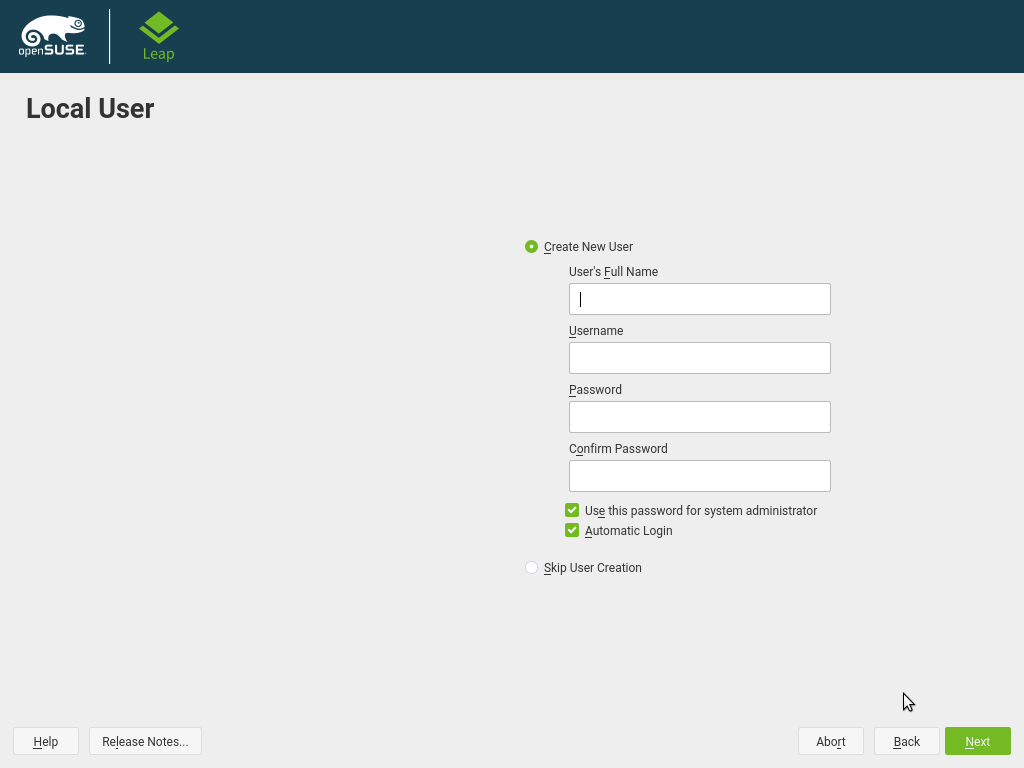 openSUSE
Leap
Local User
Create New User
User's Full Name
Username
Password
Confirm Password
Use this password for system administrator
Automatic Login
Skip User Creation
Help Release Notes... Abort Back Next